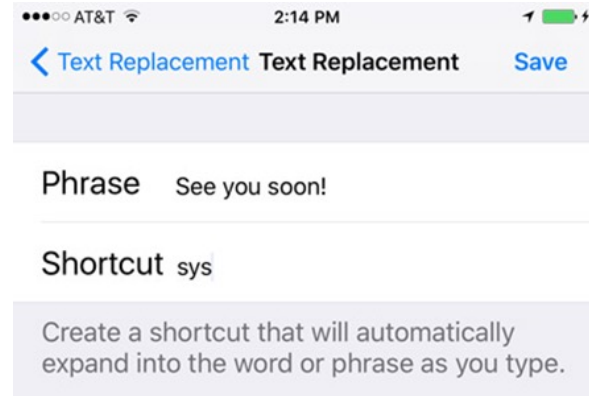 AT&T 2:14 PM
Text Replacement Text Replacement Save
Phrase See you soon!
Shortcut sys
Create a shortcut that will automatically
expand into the word or phrase as you type.